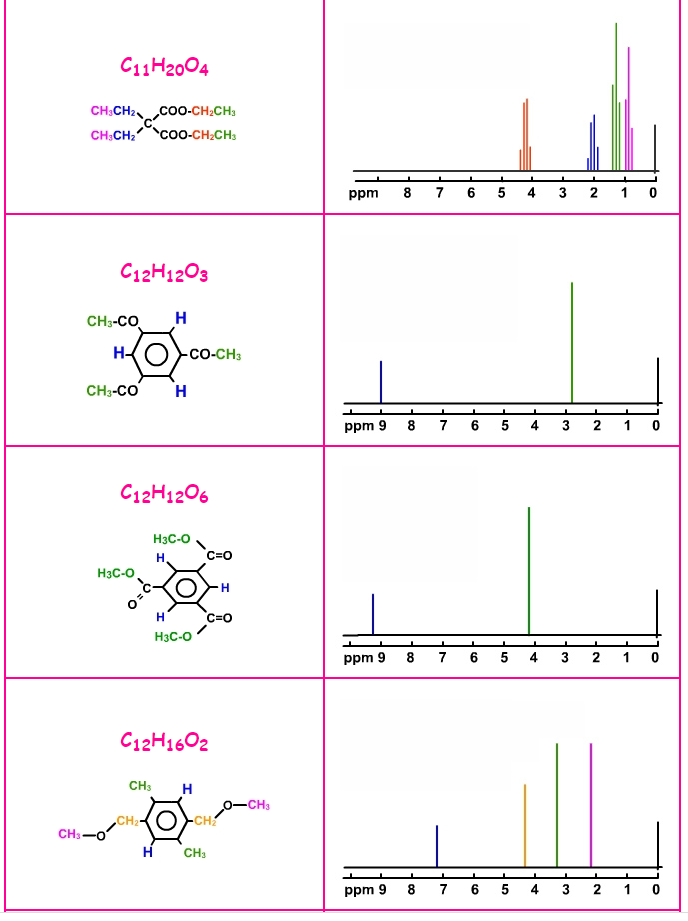 C₁₁H₂₀O₄
CH₃CH₂ COO-CH₂CH₃
C
CH₃CH₂ COO-CH₂CH₃
ppm 8 7 6 5 4 3 2 1 0
C₁₂H₁₂O₃
CH₃-CO H
H CO-CH₃
CH₃-CO H
ppm 9 8 7 6 5 4 3 2 1 0
C₁₂H₁₂O₆
H₃C-O
H C=O
H₃C-O
C H
O
H C=O
H₃C-O
ppm 9 8 7 6 5 4 3 2 1 0
C₁₂H₁₆O₂
CH₃ H
O CH₃
CH₂ CH₂
CH₃ O
H CH₃
ppm 9 8 7 6 5 4 3 2 1 0